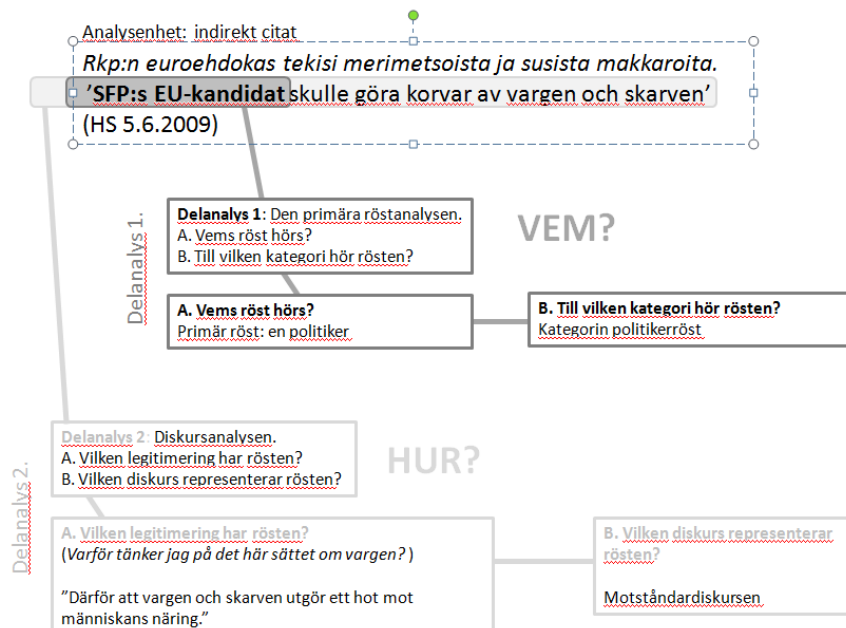 Analysenhet: indirekt citat
Rkp:n euroehdokas tekisi merimetsoista ja susista makkaroita.
’SFP:s EU-kandidat skulle göra korvar av vargen och skarven’
(HS 5.6.2009)
Delanalys 1.
Delanalys 1: Den primära röstanalysen.
A. Vems röst hörs?
B. Till vilken kategori hör rösten?
VEM?
A. Vems röst hörs?
Primär röst: en politiker
B. Till vilken kategori hör rösten?
Kategorin politikerröst
Delanalys 2.
Delanalys 2: Diskursanalysen.
A. Vilken legitimering har rösten?
B. Vilken diskurs representerar rösten?
HUR?
A. Vilken legitimering har rösten?
(Varför tänker jag på det här sättet om vargen? )
”Därför att vargen och skarven utgör ett hot mot
människans näring.”
B. Vilken diskurs representerar
rösten?
Motståndardiskursen